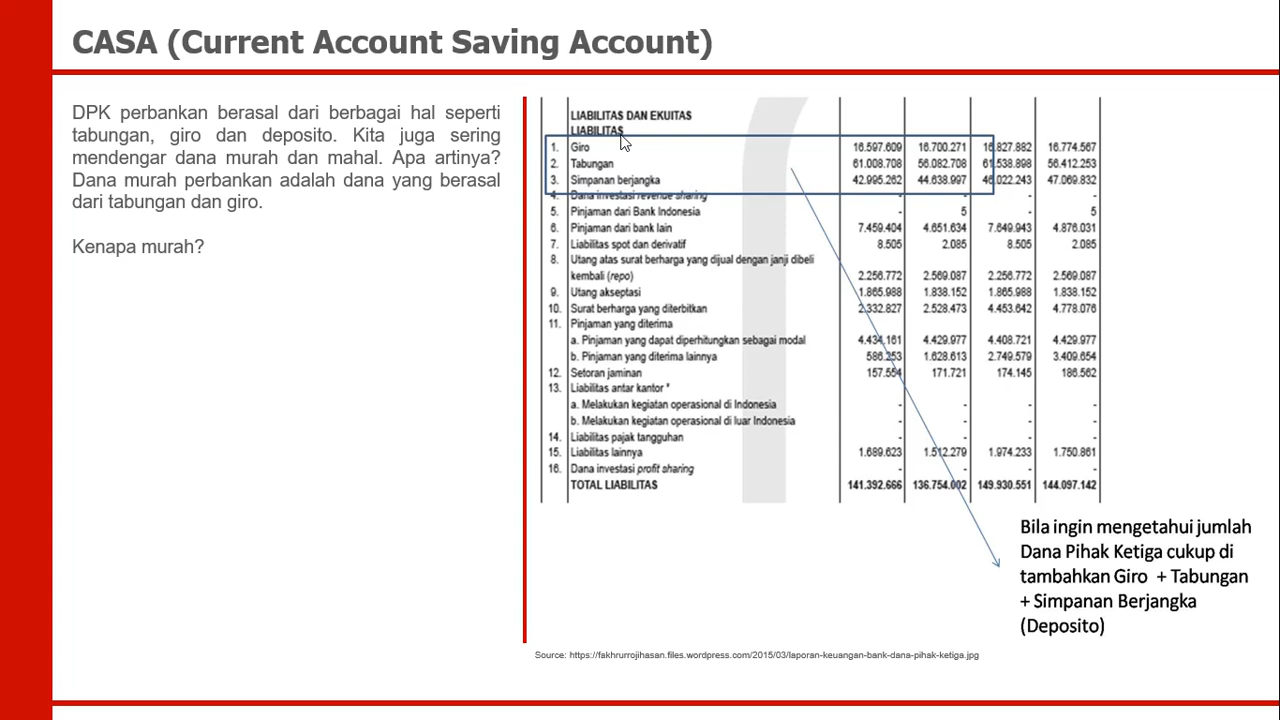 CASA (Current Account Saving Account)
DPK perbankan berasal dari berbagai hal seperti
tabungan, giro dan deposito. Kita juga sering
mendengar dana murah dan mahal. Apa artinya?
Dana murah perbankan adalah dana yang berasal
dari tabungan dan giro.
Kenapa murah?
LIABILITAS DAN EKUITAS
LIABILITAS
1. Giro 16.597.609 16.700.271 16.827.882 16.774.567
2. Tabungan 61.008.708 56.082.708 61.538.898 56.412.253
3. Simpanan berjangka 42.995.262 44.638.997 46.022.243 47.069.832
4. Dana investasi revenue sharing - - - -
5. Pinjaman dari Bank Indonesia - 5 - 5
6. Pinjaman dari bank lain 7.459.404 4.651.634 7.649.943 4.876.031
7. Liabilitas spot dan derivatif 8.505 2.085 8.505 2.085
8. Utang atas surat berharga yang dijual dengan janji dibeli
kembali (repo) 2.256.772 2.569.087 2.256.772 2.569.087
9. Utang akseptasi 1.865.988 1.838.152 1.865.988 1.838.152
10. Surat berharga yang diterbitkan 2.332.827 2.528.473 4.453.642 4.778.076
11. Pinjaman yang diterima
a. Pinjaman yang dapat diperhitungkan sebagai modal 4.434.161 4.429.977 4.408.721 4.429.977
b. Pinjaman yang diterima lainnya 586.253 1.628.613 2.749.579 3.409.654
12. Setoran jaminan 157.554 171.721 174.145 186.562
13. Liabilitas antar kantor *
a. Melakukan kegiatan operasional di Indonesia - - - -
b. Melakukan kegiatan operasional di luar Indonesia - - - -
14. Liabilitas pajak tangguhan - - - -
15. Liabilitas lainnya 1.689.623 1.512.279 1.974.233 1.750.861
16. Dana investasi profit sharing - - - -
TOTAL LIABILITAS 141.392.666 136.754.002 149.930.551 144.097.142
Bila ingin mengetahui jumlah
Dana Pihak Ketiga cukup di
tambahkan Giro + Tabungan
+ Simpanan Berjangka
(Deposito)
Source: https://fakhrurrojihasan.files.wordpress.com/2015/03/laporan-keuangan-bank-dana-pihak-ketiga.jpg